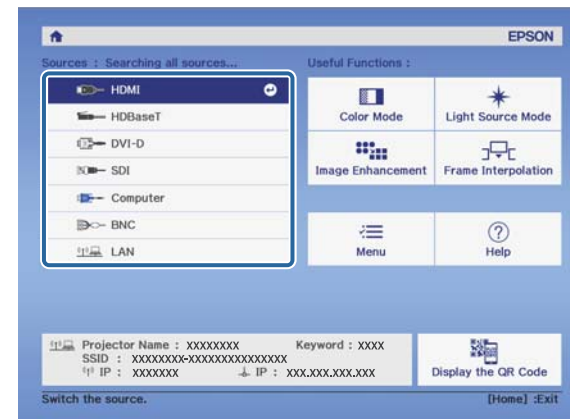 EPSON
Sources : Searching all sources...
Useful Functions :
HDMI
HDBaseT
DVI-D
SDI
Computer
BNC
LAN
Color Mode
Light Source Mode
Image Enhancement
Frame Interpolation
Menu
Help
Projector Name : XXXXXXXX Keyword : XXXX
SSID : XXXXXXXX-XXXXXXXXXXXXXXX
IP : XXXXXXX IP : XXX.XXX.XXX.XXX
Display the QR Code
Switch the source. [Home] :Exit